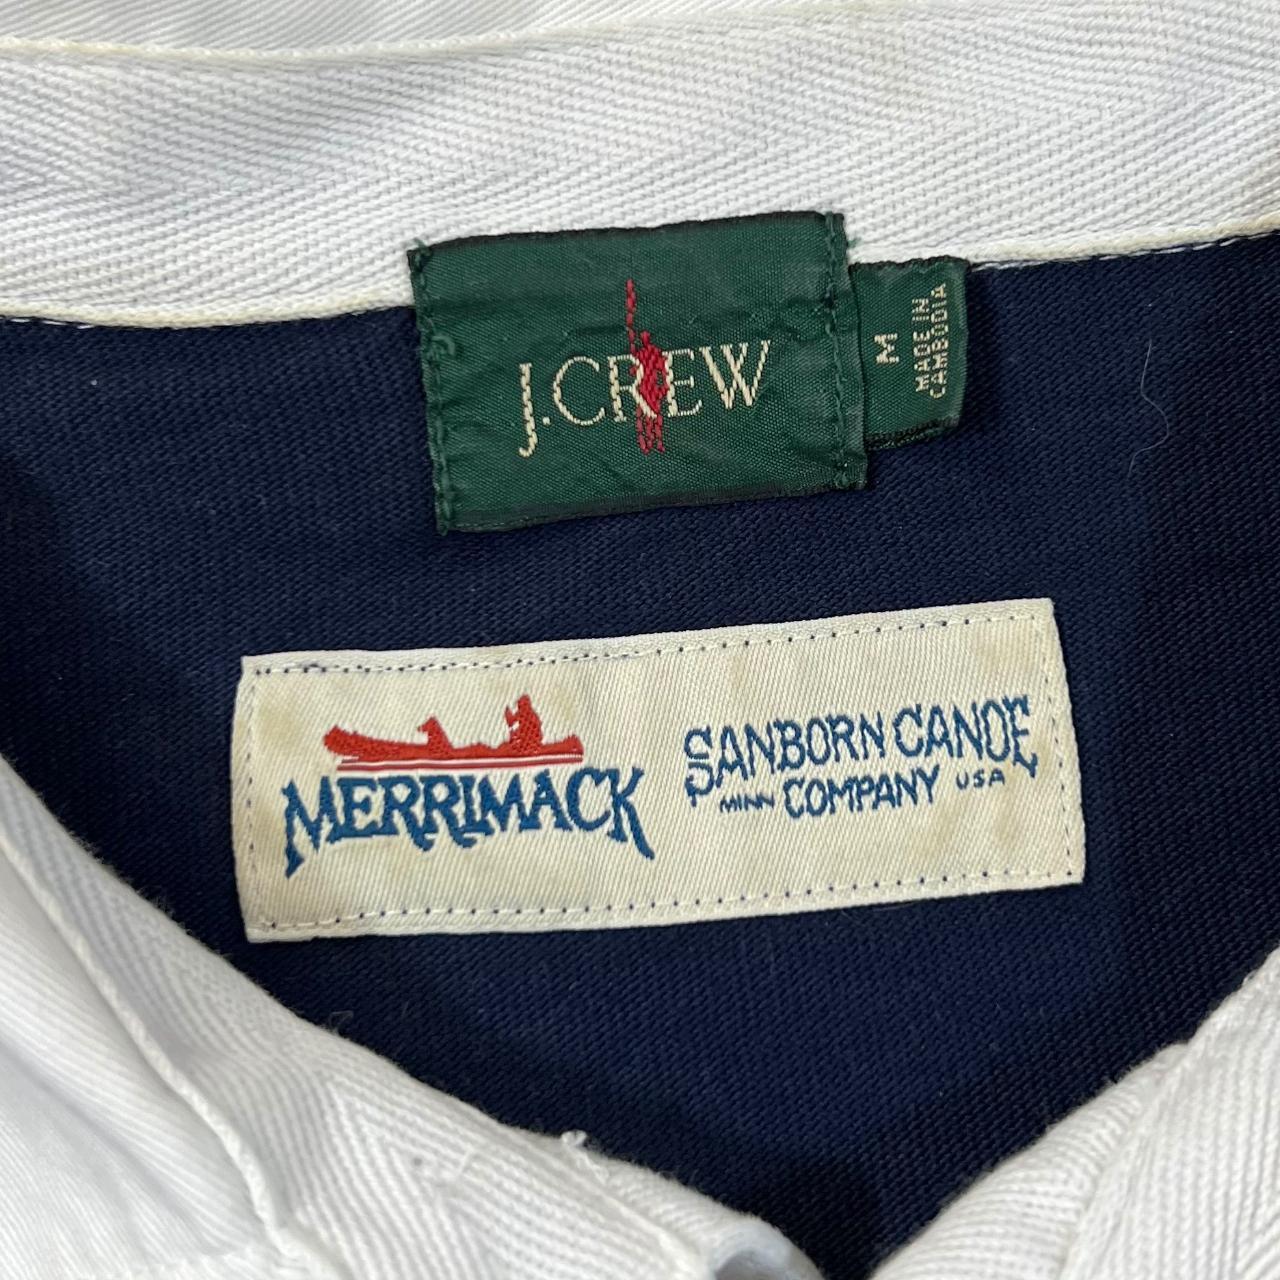 J.CREW
M
MADE IN
CAMBODIA
MERRIMACK
SANBORN CANOE
MINN COMPANY USA